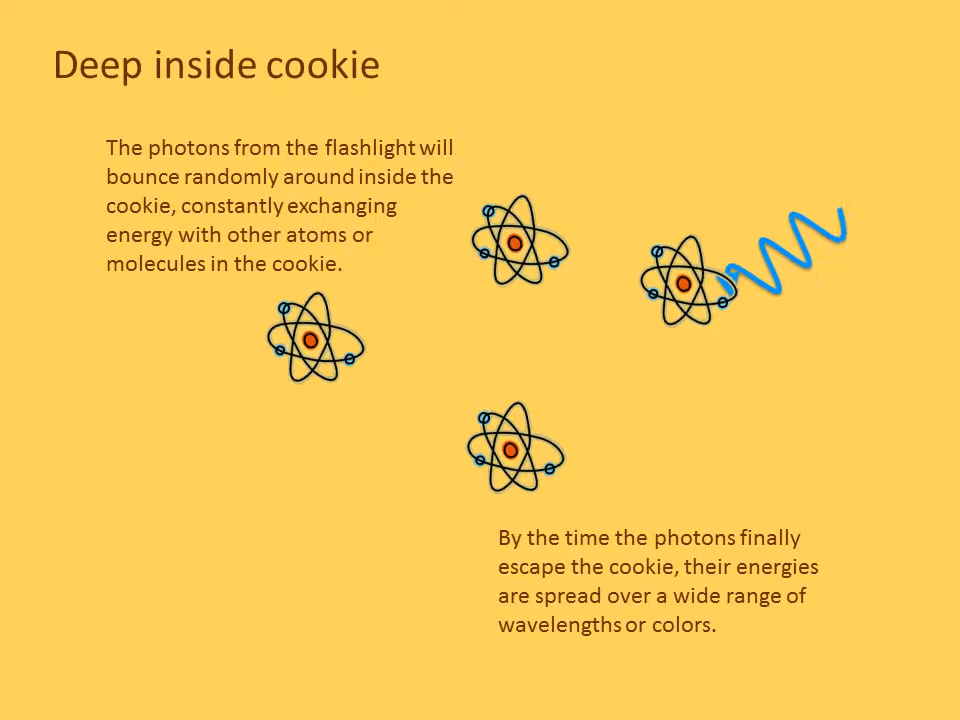 Deep inside cookie
The photons from the flashlight will
bounce randomly around inside the
cookie, constantly exchanging
energy with other atoms or
molecules in the cookie.
By the time the photons finally
escape the cookie, their energies
are spread over a wide range of
wavelengths or colors.